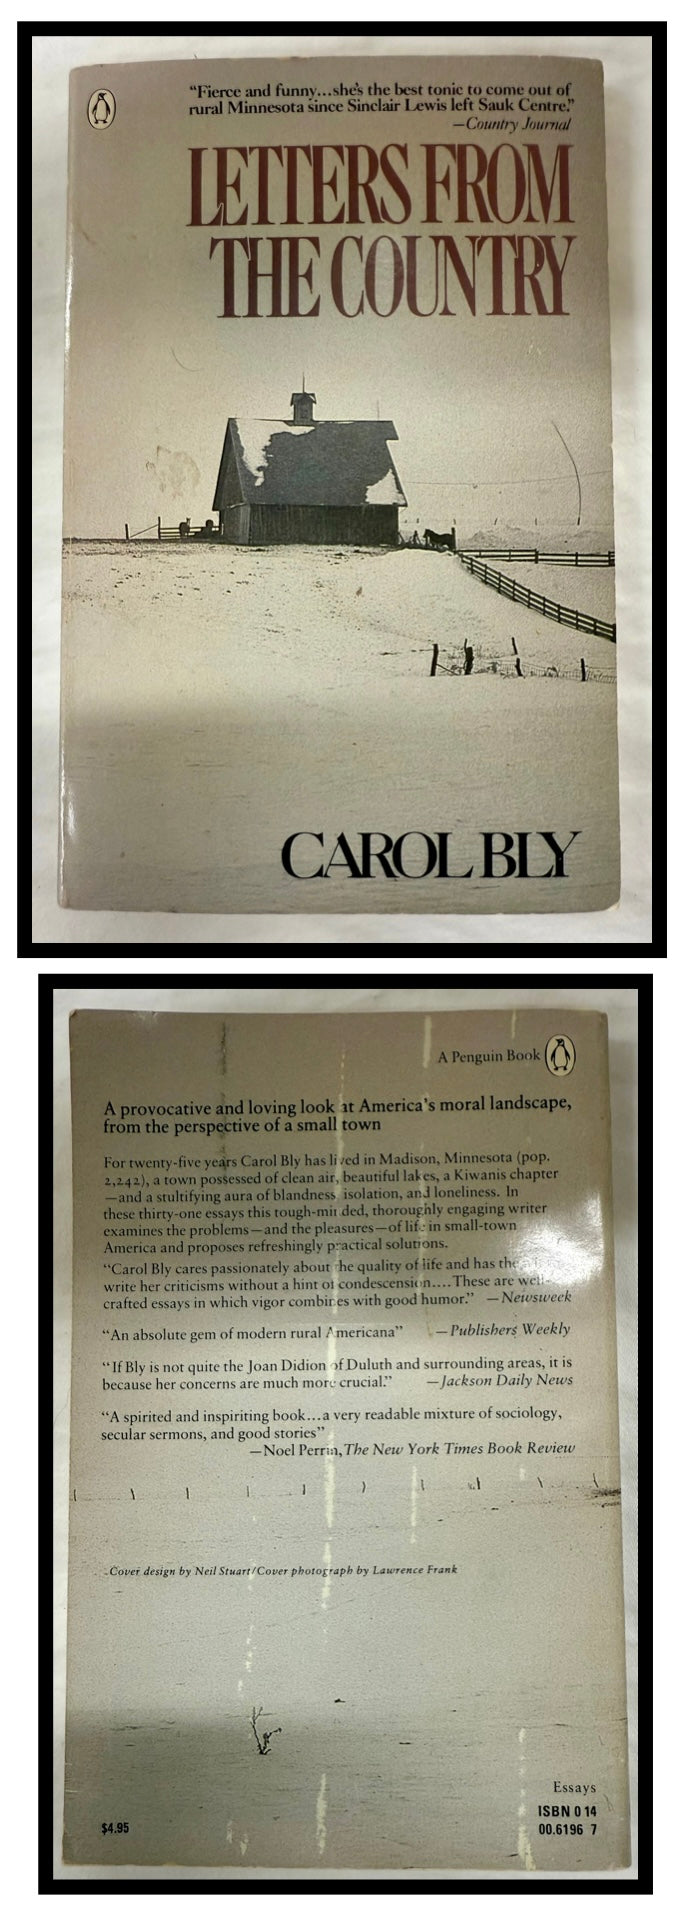 “Fierce and funny...she's the best tonic to come out of
rural Minnesota since Sinclair Lewis left Sauk Centre.”
—Country Journal
LETTERS FROM
THE COUNTRY
CAROL BLY
A Penguin Book
A provocative and loving look at America's moral landscape,
from the perspective of a small town
For twenty-five years Carol Bly has lived in Madison, Minnesota (pop.
2,242), a town possessed of clean air, beautiful lakes, a Kiwanis chapter
—and a stultifying aura of blandness, isolation, and loneliness. In
these thirty-one essays this tough-minded, thoroughly engaging writer
examines the problems—and the pleasures—of life in small-town
America and proposes refreshingly practical solutions.
“Carol Bly cares passionately about the quality of life and has the
write her criticisms without a hint of condescension....These are well-
crafted essays in which vigor combines with good humor.” —Newsweek
“An absolute gem of modern rural Americana” —Publishers Weekly
“If Bly is not quite the Joan Didion of Duluth and surrounding areas, it is
because her concerns are much more crucial.” —Jackson Daily News
“A spirited and inspiriting book...a very readable mixture of sociology,
secular sermons, and good stories”
—Noel Perrin, The New York Times Book Review
Cover design by Neil Stuart/Cover photograph by Lawrence Frank
Essays
ISBN 0 14
$4.95 00.6196 7